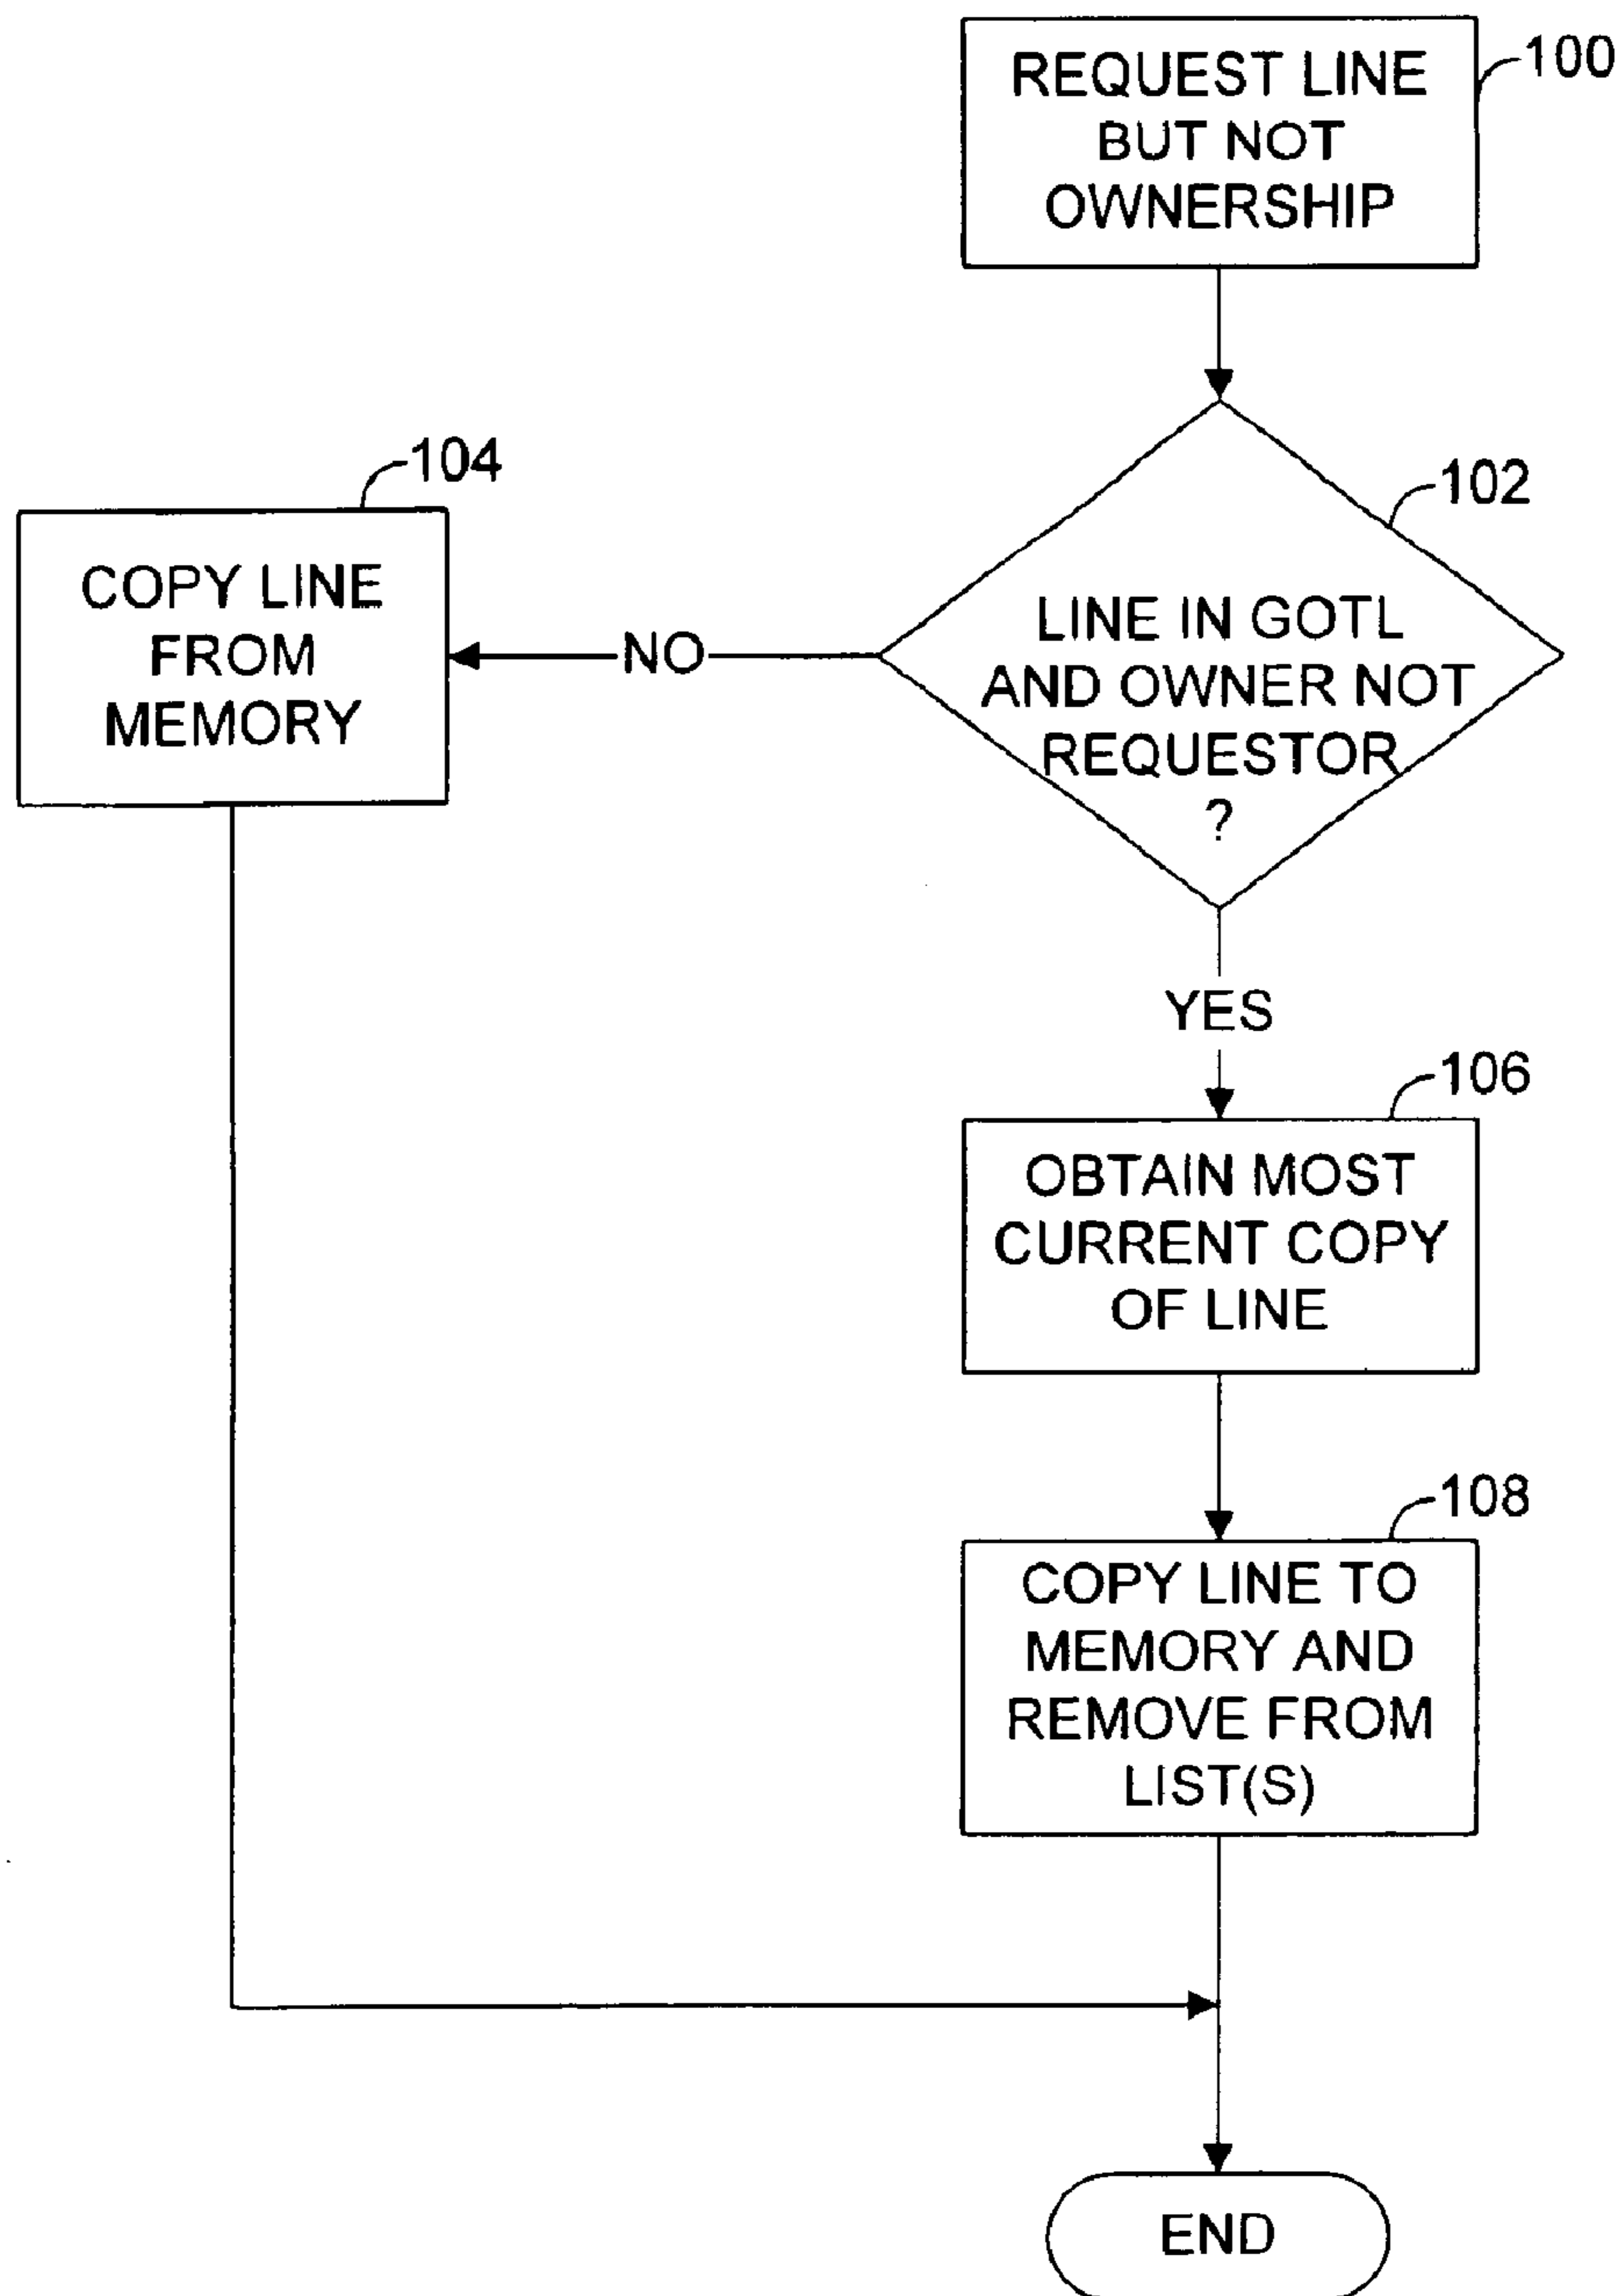 REQUEST LINE
BUT NOT
OWNERSHIP
100
102
LINE IN GOTL
AND OWNER NOT
REQUESTOR
?
NO
104
COPY LINE
FROM
MEMORY
YES
106
OBTAIN MOST
CURRENT COPY
OF LINE
108
COPY LINE TO
MEMORY AND
REMOVE FROM
LIST(S)
END